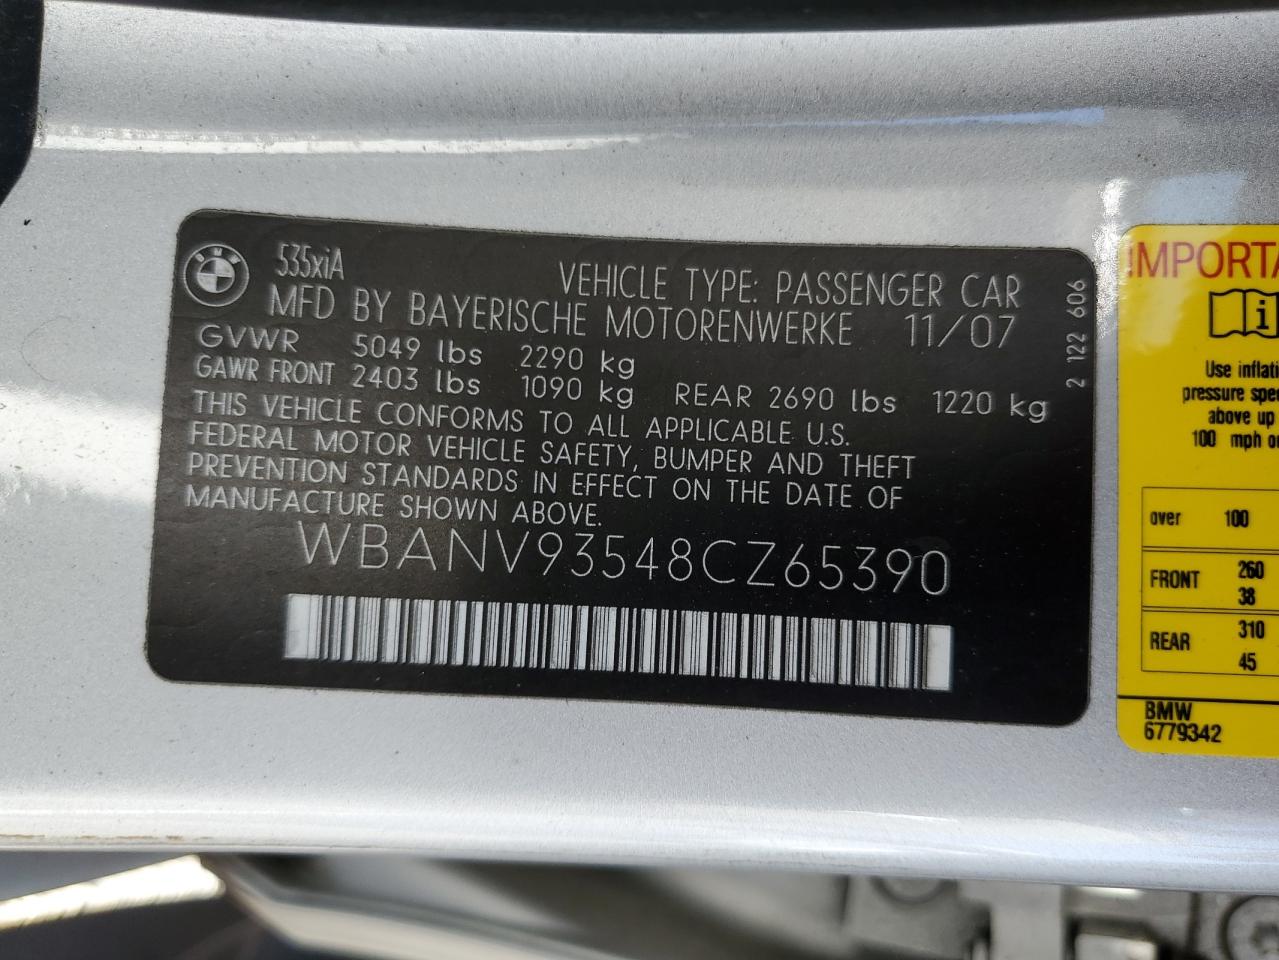 BMW
535xiA
VEHICLE TYPE: PASSENGER CAR
MFD BY BAYERISCHE MOTORENWERKE 11/07
GVWR 5049 lbs 2290 kg
GAWR FRONT 2403 lbs 1090 kg REAR 2690 lbs 1220 kg
THIS VEHICLE CONFORMS TO ALL APPLICABLE U.S.
FEDERAL MOTOR VEHICLE SAFETY, BUMPER AND THEFT
PREVENTION STANDARDS IN EFFECT ON THE DATE OF
MANUFACTURE SHOWN ABOVE.
WBANV93548CZ65390
2 122 606
IMPORTA
i
Use inflati
pressure spe
above up
100 mph o
over 100
FRONT 260
38
REAR 310
45
BMW
6779342